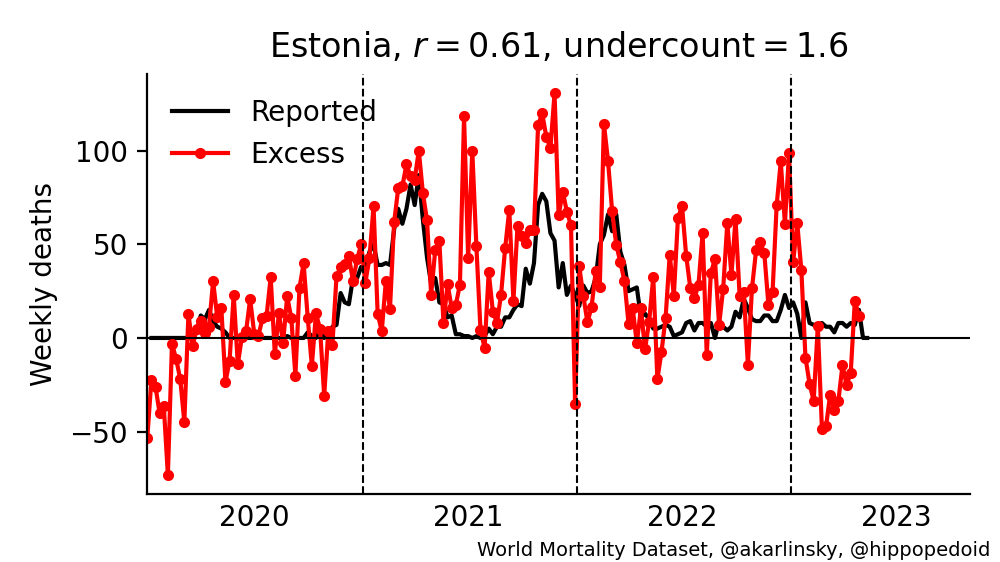 Estonia, r = 0.61, undercount = 1.6
Reported
Excess
Weekly deaths
100
50
0
−50
2020
2021
2022
2023
World Mortality Dataset, @akarlinsky, @hippopedoid